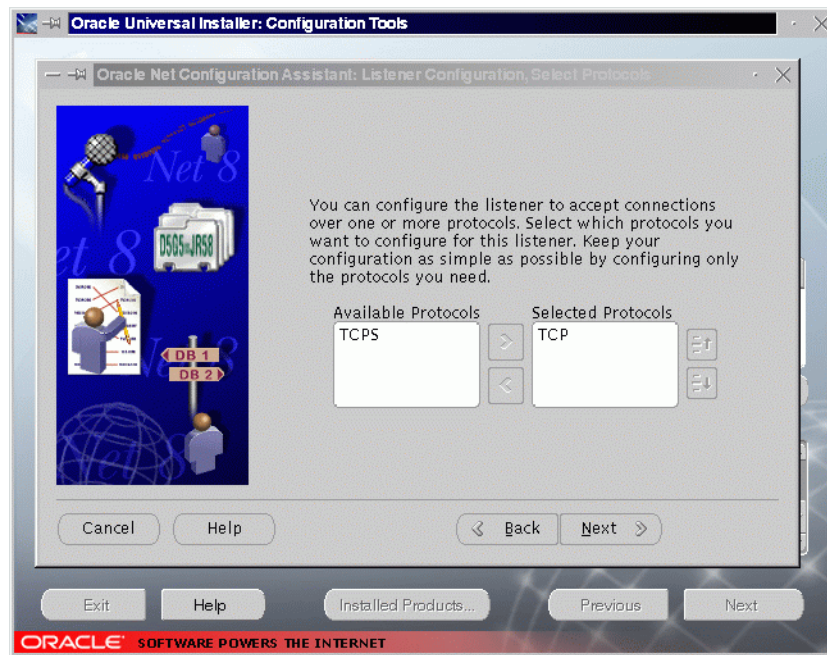 Oracle Universal Installer: Configuration Tools
Oracle Net Configuration Assistant: Listener Configuration, Select Protocols
Net 8
D5G5-JR58
et 8
DB 1
DB 2
You can configure the listener to accept connections
over one or more protocols. Select which protocols you
want to configure for this listener. Keep your
configuration as simple as possible by configuring only
the protocols you need.
Available Protocols
Selected Protocols
TCPS
TCP
Cancel
Help
Back
Next
Exit
Help
Installed Products...
Previous
Next
ORACLE SOFTWARE POWERS THE INTERNET